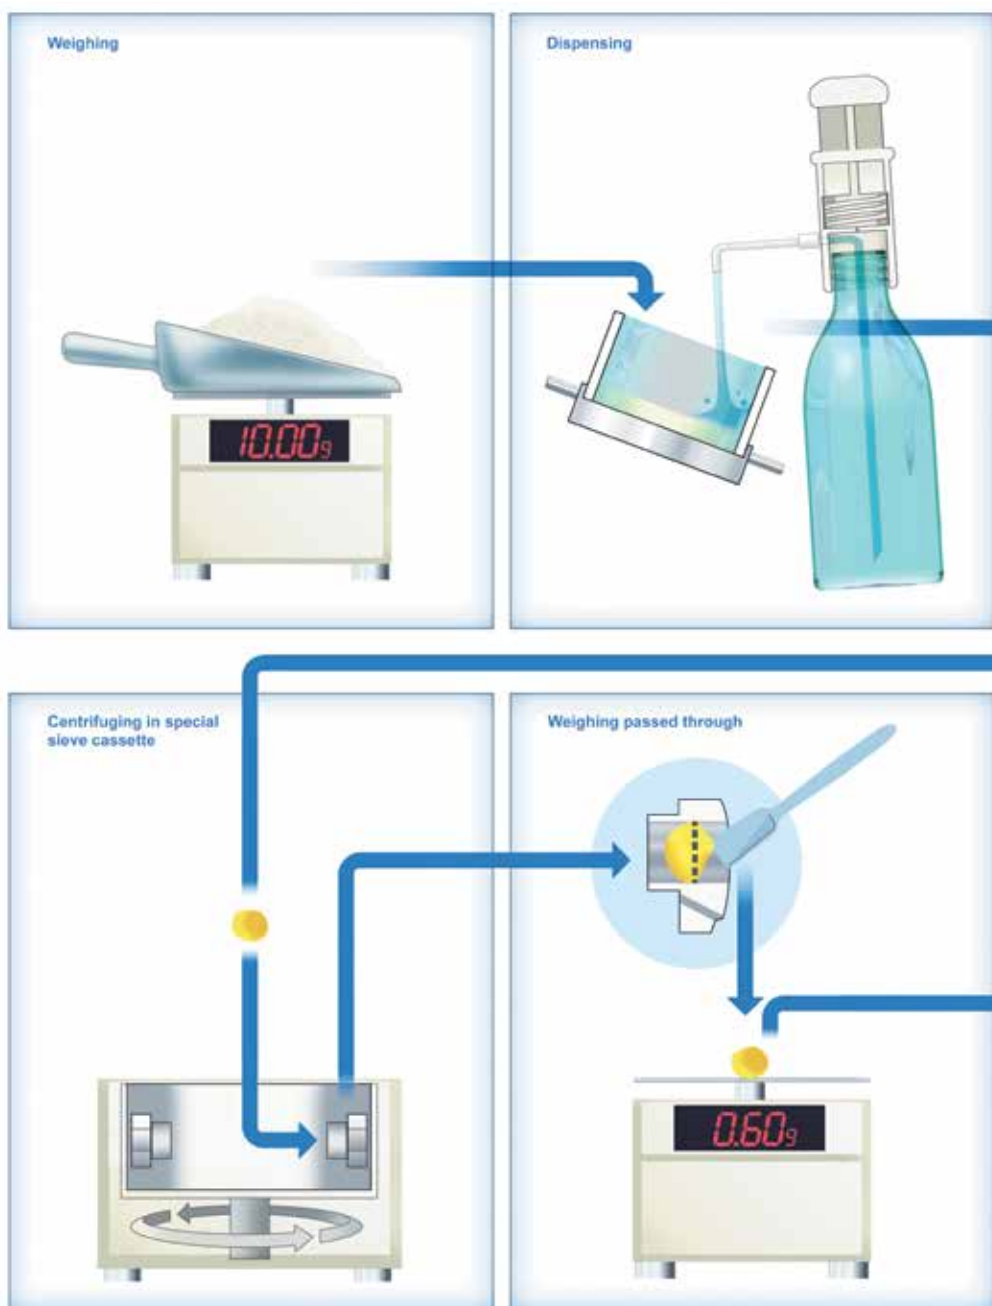 Weighing
Dispensing
10.00g
Centrifuging in special
sieve cassette
Weighing passed through
0.60g